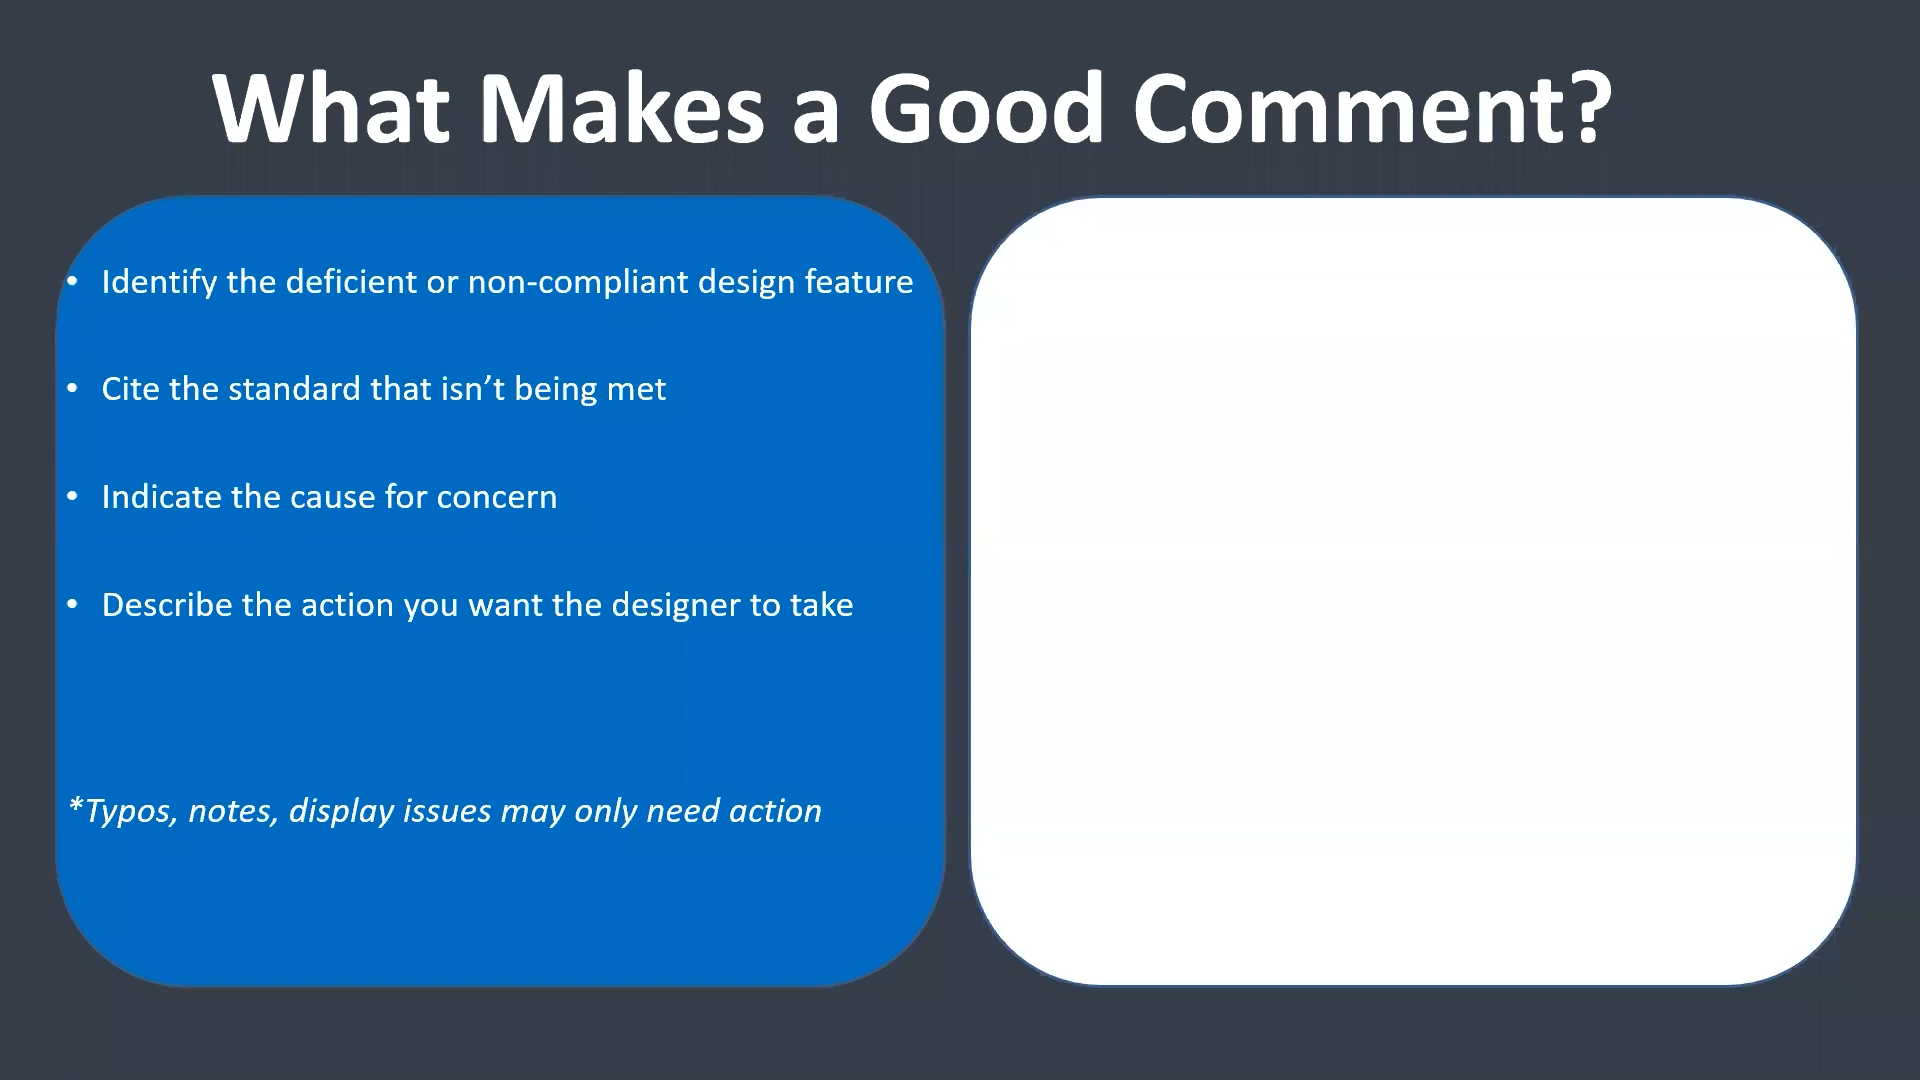 What Makes a Good Comment?
• Identify the deficient or non-compliant design feature
• Cite the standard that isn’t being met
• Indicate the cause for concern
• Describe the action you want the designer to take
*Typos, notes, display issues may only need action